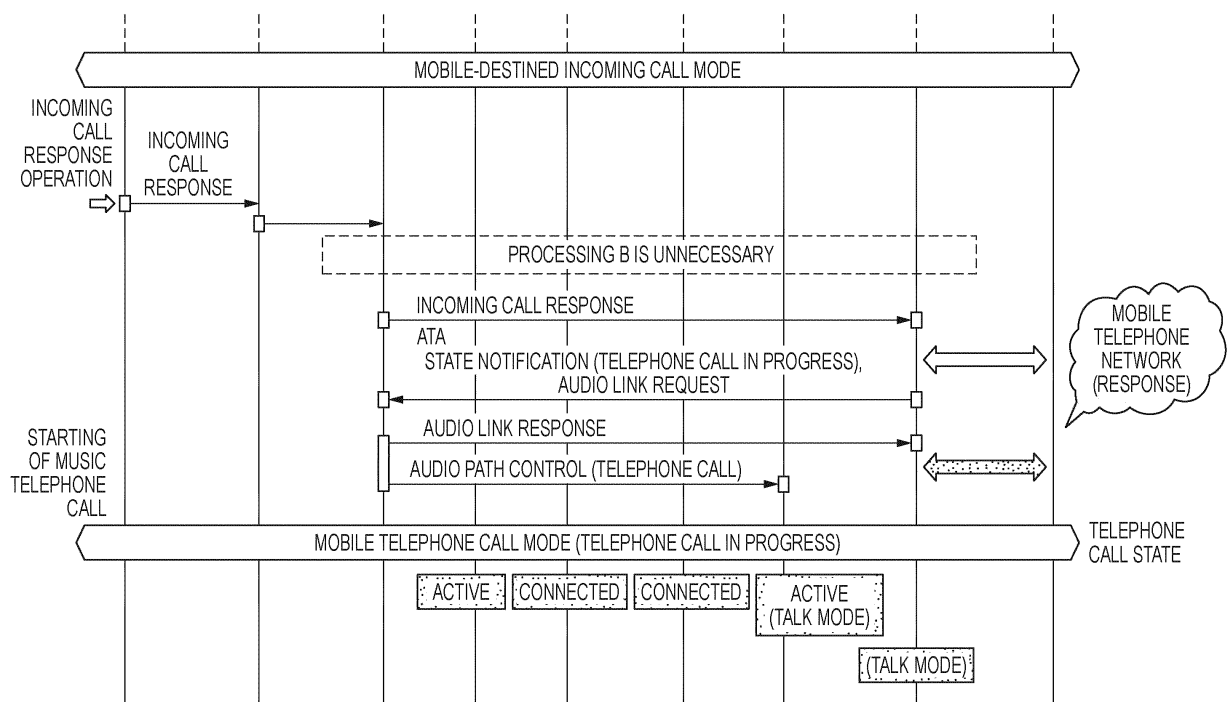 MOBILE-DESTINED INCOMING CALL MODE
INCOMING
CALL
RESPONSE
OPERATION
INCOMING
CALL
RESPONSE
PROCESSING B IS UNNECESSARY
INCOMING CALL RESPONSE
ATA
STATE NOTIFICATION (TELEPHONE CALL IN PROGRESS),
AUDIO LINK REQUEST
MOBILE
TELEPHONE
NETWORK
(RESPONSE)
AUDIO LINK RESPONSE
STARTING
OF MUSIC
TELEPHONE
CALL
AUDIO PATH CONTROL (TELEPHONE CALL)
MOBILE TELEPHONE CALL MODE (TELEPHONE CALL IN PROGRESS)
TELEPHONE
CALL STATE
ACTIVE
CONNECTED
CONNECTED
ACTIVE
(TALK MODE)
(TALK MODE)